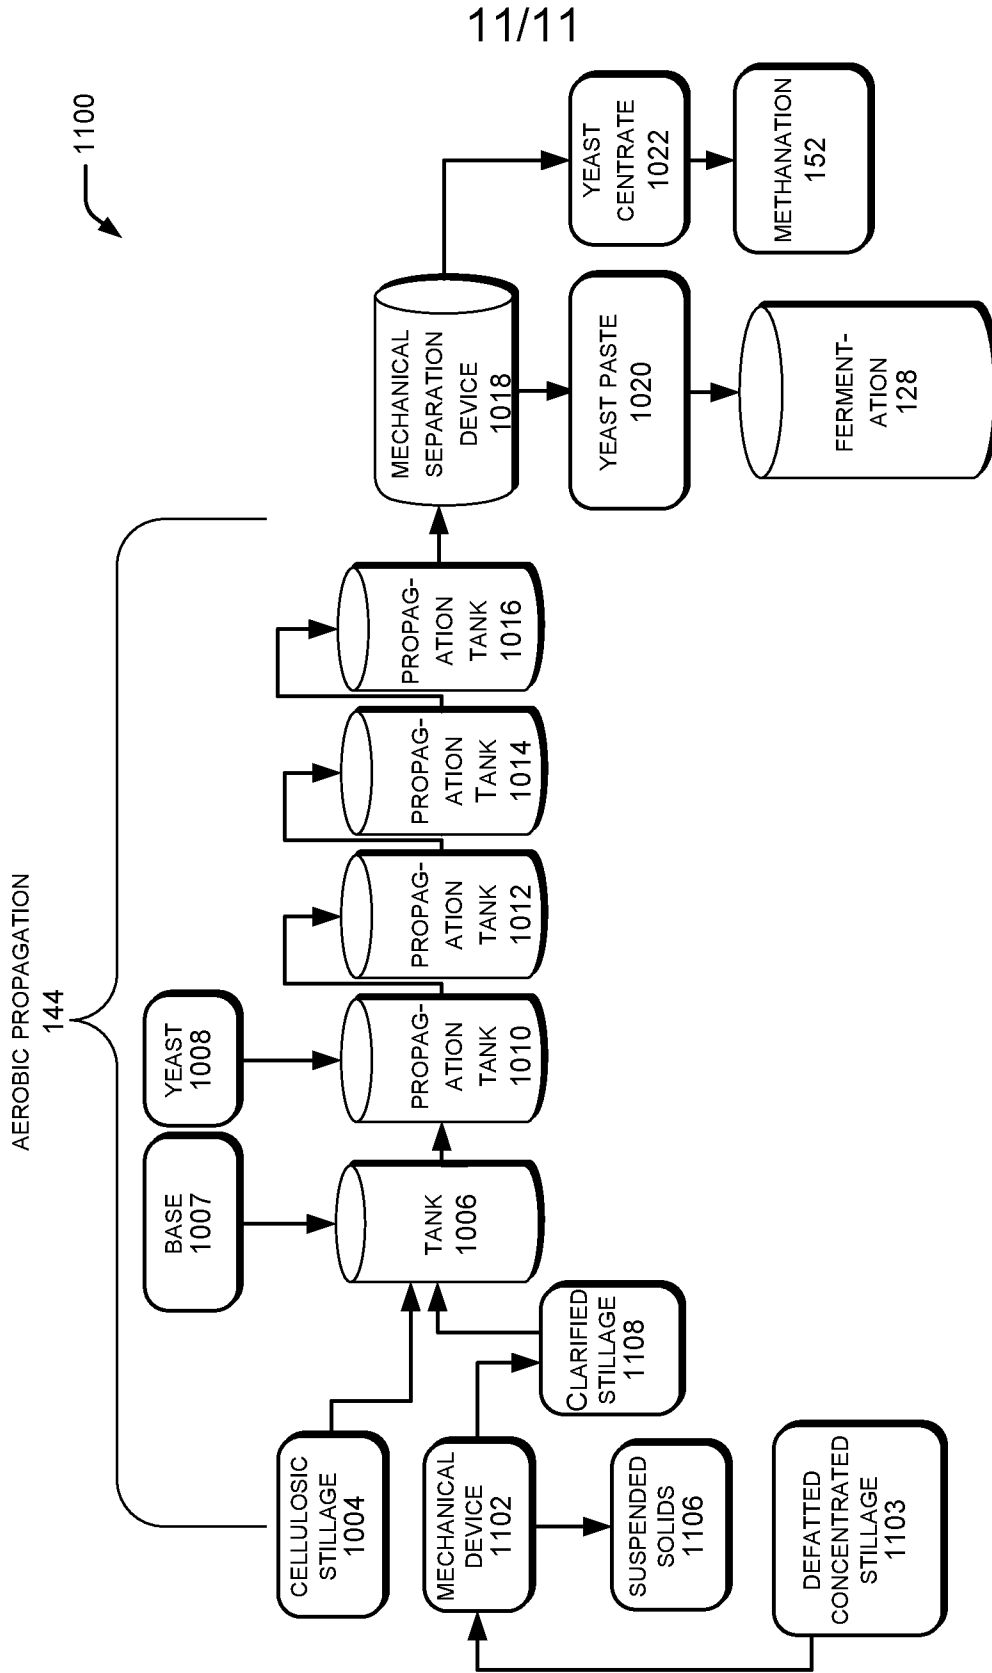 11/11
1100
AEROBIC PROPAGATION
144
CELLULOSIC
STILLAGE
1004
BASE
1007
YEAST
1008
TANK
1006
PROPAG-
ATION
TANK
1010
PROPAG-
ATION
TANK
1012
PROPAG-
ATION
TANK
1014
PROPAG-
ATION
TANK
1016
MECHANICAL
SEPARATION
DEVICE
1018
YEAST
CENTRATE
1022
METHANATION
152
YEAST PASTE
1020
FERMENT-
ATION
128
MECHANICAL
DEVICE
1102
CLARIFIED
STILLAGE
1108
SUSPENDED
SOLIDS
1106
DEFATTED
CONCENTRATED
STILLAGE
1103